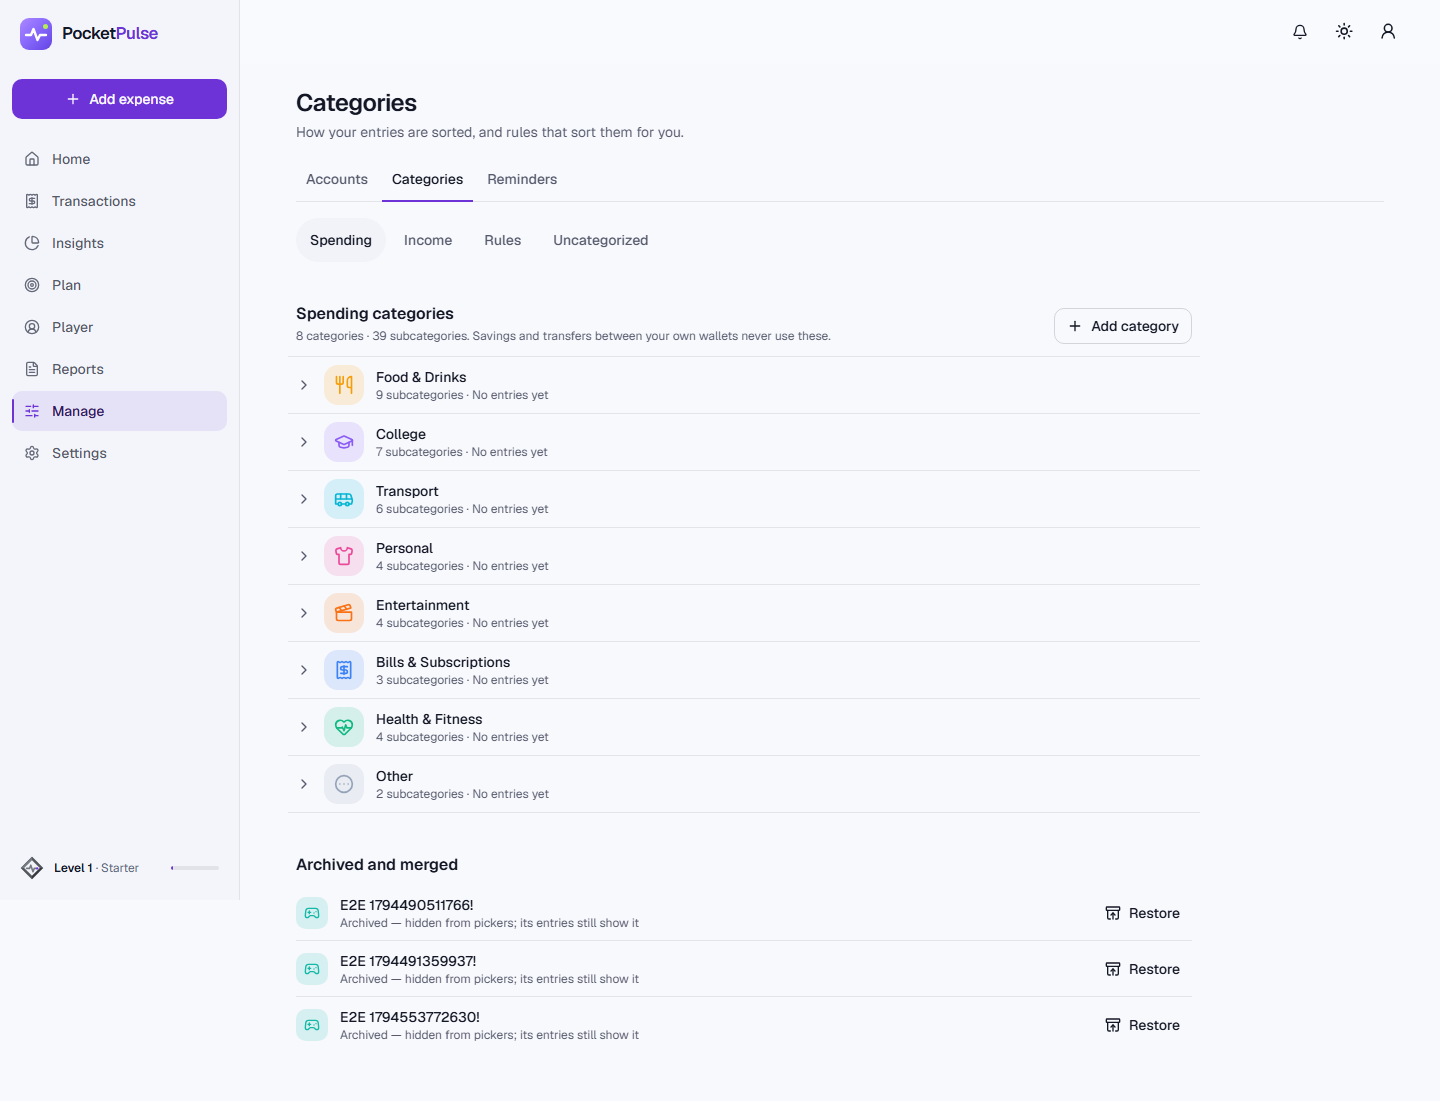 PocketPulse
Add expense
Home
Transactions
Insights
Plan
Player
Reports
Manage
Settings
Level 1 · Starter
Categories
How your entries are sorted, and rules that sort them for you.
Accounts Categories Reminders
Spending Income Rules Uncategorized
Spending categories
8 categories · 39 subcategories. Savings and transfers between your own wallets never use these.
Add category
Food & Drinks
9 subcategories · No entries yet
College
7 subcategories · No entries yet
Transport
6 subcategories · No entries yet
Personal
4 subcategories · No entries yet
Entertainment
4 subcategories · No entries yet
Bills & Subscriptions
3 subcategories · No entries yet
Health & Fitness
4 subcategories · No entries yet
Other
2 subcategories · No entries yet
Archived and merged
E2E 1794490511766!
Archived — hidden from pickers; its entries still show it
Restore
E2E 1794491359937!
Archived — hidden from pickers; its entries still show it
Restore
E2E 1794553772630!
Archived — hidden from pickers; its entries still show it
Restore